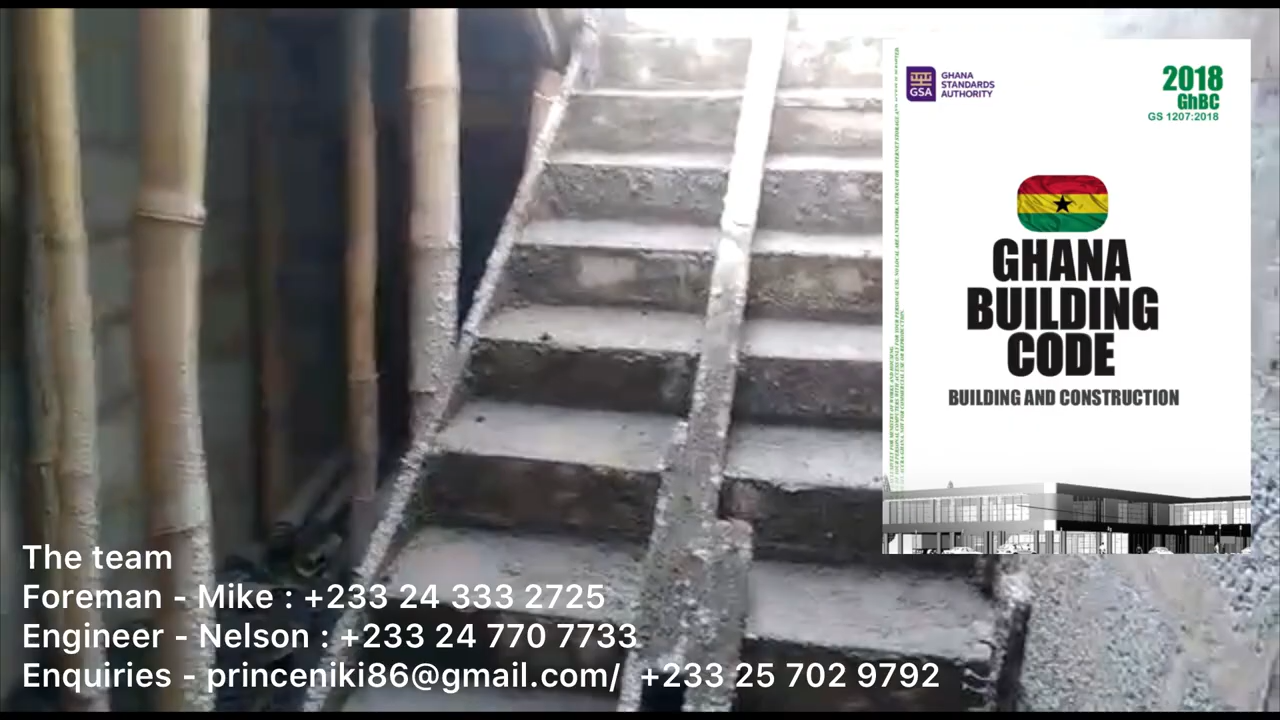 GSA
GHANA
STANDARDS
AUTHORITY
2018
GhBC
GS 1207:2018
GHANA
BUILDING
CODE
BUILDING AND CONSTRUCTION
The team
Foreman - Mike : +233 24 333 2725
Engineer - Nelson : +233 24 770 7733
Enquiries - princeniki86@gmail.com/ +233 25 702 9792